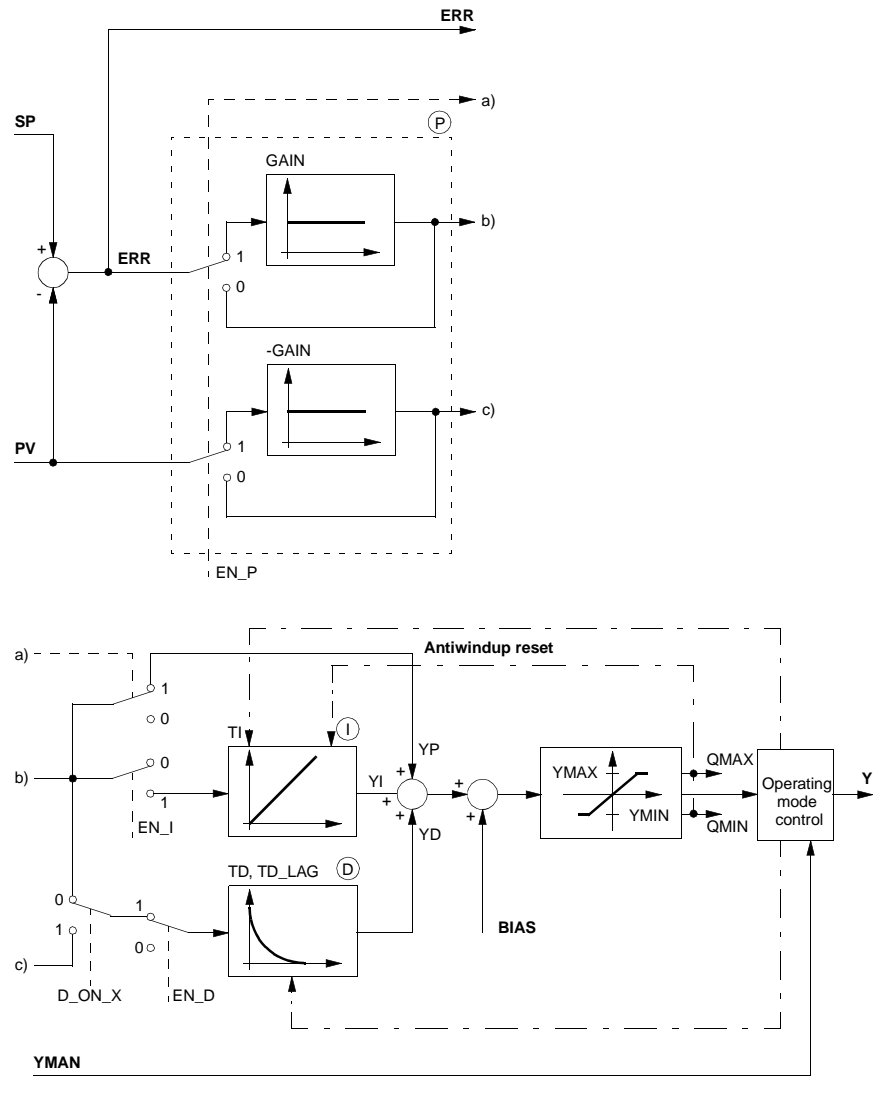 ERR
a)
SP
P
GAIN
b)
+
ERR
1
-
0
-GAIN
c)
PV
1
0
EN_P
Antiwindup reset
a)
1
0
TI
I
YP
QMAX
b)
0
YI
+
+
+
YMAX
Operating
mode
control
Y
1
+
+
YMIN
QMIN
EN_I
YD
TD, TD_LAG
D
0
1
1
0
BIAS
c)
D_ON_X
EN_D
YMAN